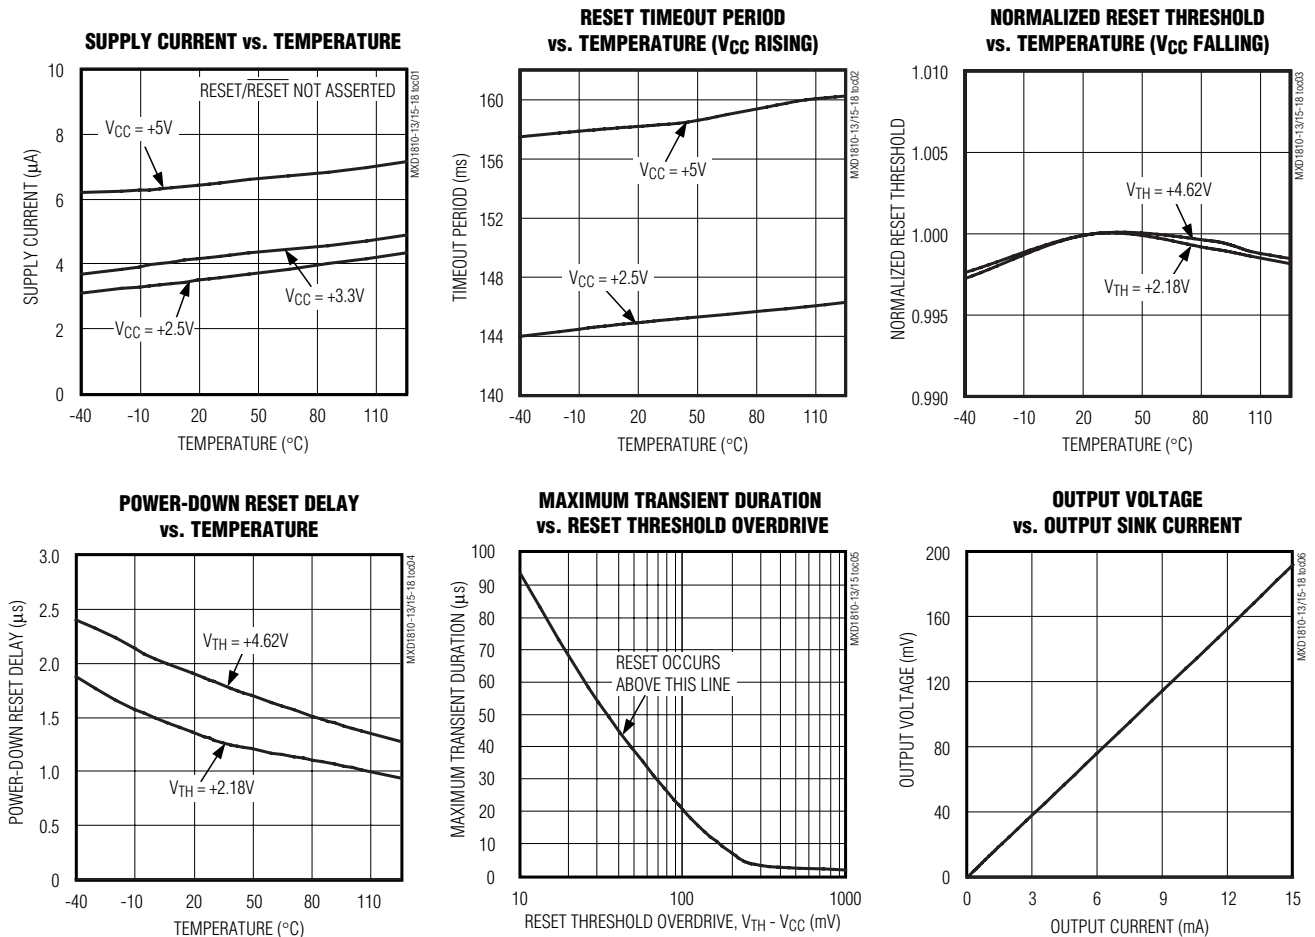 SUPPLY CURRENT vs. TEMPERATURE
10
8
6
4
2
0
SUPPLY CURRENT (μA)
RESET/RESET NOT ASSERTED
VCC = +5V
VCC = +3.3V
VCC = +2.5V
-40 -10 20 50 80 110
TEMPERATURE (°C)
MXD1810-13/15-18 toc01
RESET TIMEOUT PERIOD
vs. TEMPERATURE (VCC RISING)
160
156
152
148
144
140
TIMEOUT PERIOD (ms)
VCC = +5V
VCC = +2.5V
-40 -10 20 50 80 110
TEMPERATURE (°C)
MXD1810-13/15-18 toc02
NORMALIZED RESET THRESHOLD
vs. TEMPERATURE (VCC FALLING)
1.010
1.005
1.000
0.995
0.990
NORMALIZED RESET THRESHOLD
VTH = +4.62V
VTH = +2.18V
-40 -10 20 50 80 110
TEMPERATURE (°C)
MXD1810-13/15-18 toc03
POWER-DOWN RESET DELAY
vs. TEMPERATURE
3.0
2.5
2.0
1.5
1.0
0.5
0
POWER-DOWN RESET DELAY (μs)
VTH = +4.62V
VTH = +2.18V
-40 -10 20 50 80 110
TEMPERATURE (°C)
MXD1810-13/15-18 toc04
MAXIMUM TRANSIENT DURATION
vs. RESET THRESHOLD OVERDRIVE
100
90
80
70
60
50
40
30
20
10
0
MAXIMUM TRANSIENT DURATION (μs)
RESET OCCURS
ABOVE THIS LINE
10 100 1000
RESET THRESHOLD OVERDRIVE, VTH - VCC (mV)
MXD1810-13/15 toc05
OUTPUT VOLTAGE
vs. OUTPUT SINK CURRENT
200
160
120
80
40
0
OUTPUT VOLTAGE (mV)
0 3 6 9 12 15
OUTPUT CURRENT (mA)
MXD1810-13/15-18 toc06